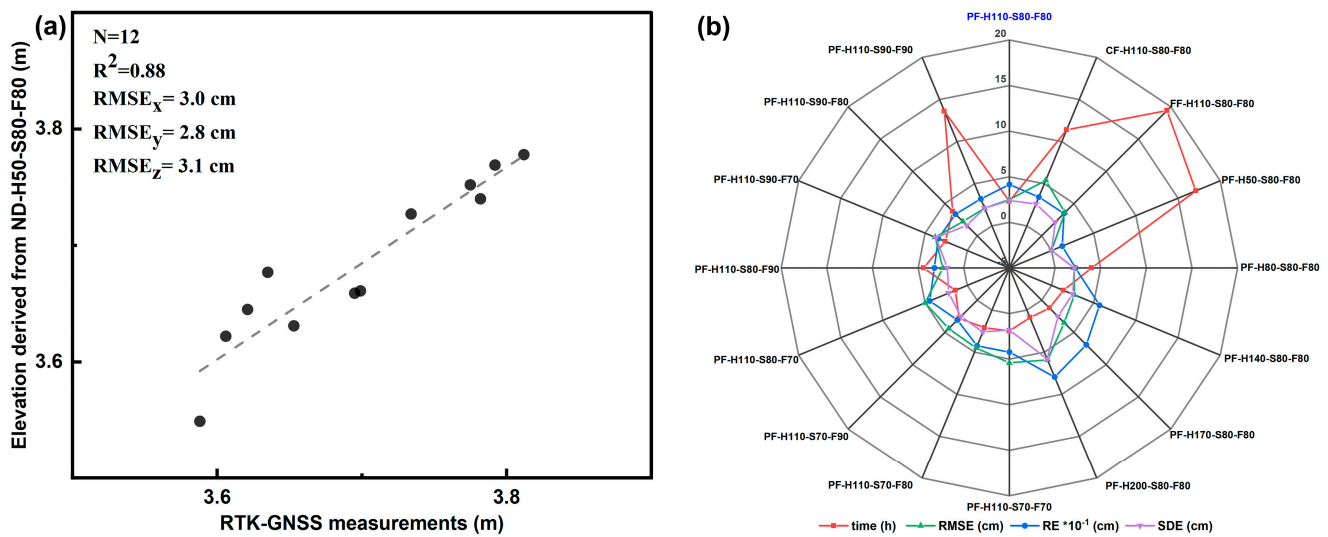 (a)
N=12
R2=0.88
RMSEx= 3.0 cm
RMSEy= 2.8 cm
RMSEz= 3.1 cm
Elevation derived from ND-H50-S80-F80 (m)
3.8
3.6
3.6
3.8
RTK-GNSS measurements (m)
(b)
PF-H110-S80-F80
CF-H110-S80-F80
FF-H110-S80-F80
PF-H50-S80-F80
PF-H80-S80-F80
PF-H140-S80-F80
PF-H170-S80-F80
PF-H200-S80-F80
PF-H110-S70-F70
PF-H110-S70-F80
PF-H110-S70-F90
PF-H110-S80-F70
PF-H110-S80-F90
PF-H110-S90-F70
PF-H110-S90-F80
PF-H110-S90-F90
20
15
10
5
0
time (h)
RMSE (cm)
RE *10-1 (cm)
SDE (cm)